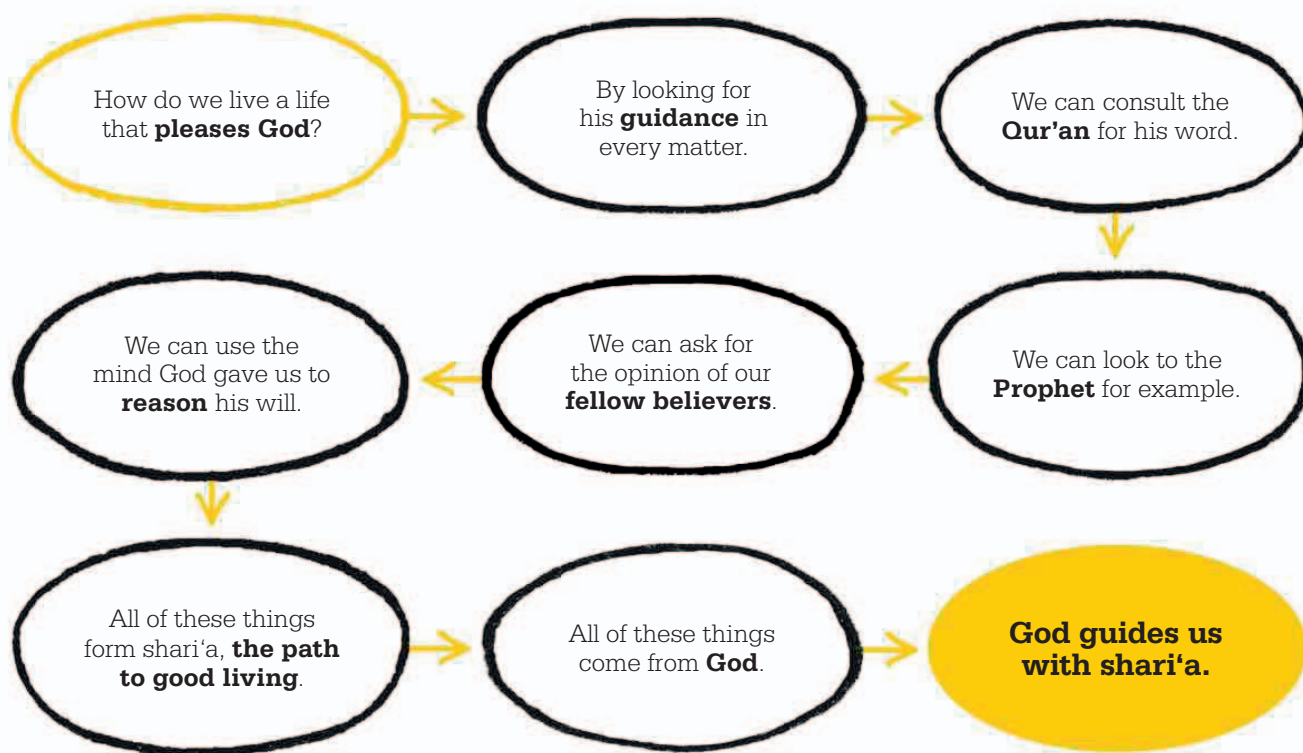 How do we live a life
that pleases God?
By looking for
his guidance in
every matter.
We can consult the
Qur’an for his word.
We can look to the
Prophet for example.
We can ask for
the opinion of our
fellow believers.
We can use the
mind God gave us to
reason his will.
All of these things
form shari‘a, the path
to good living.
All of these things
come from God.
God guides us
with shari‘a.